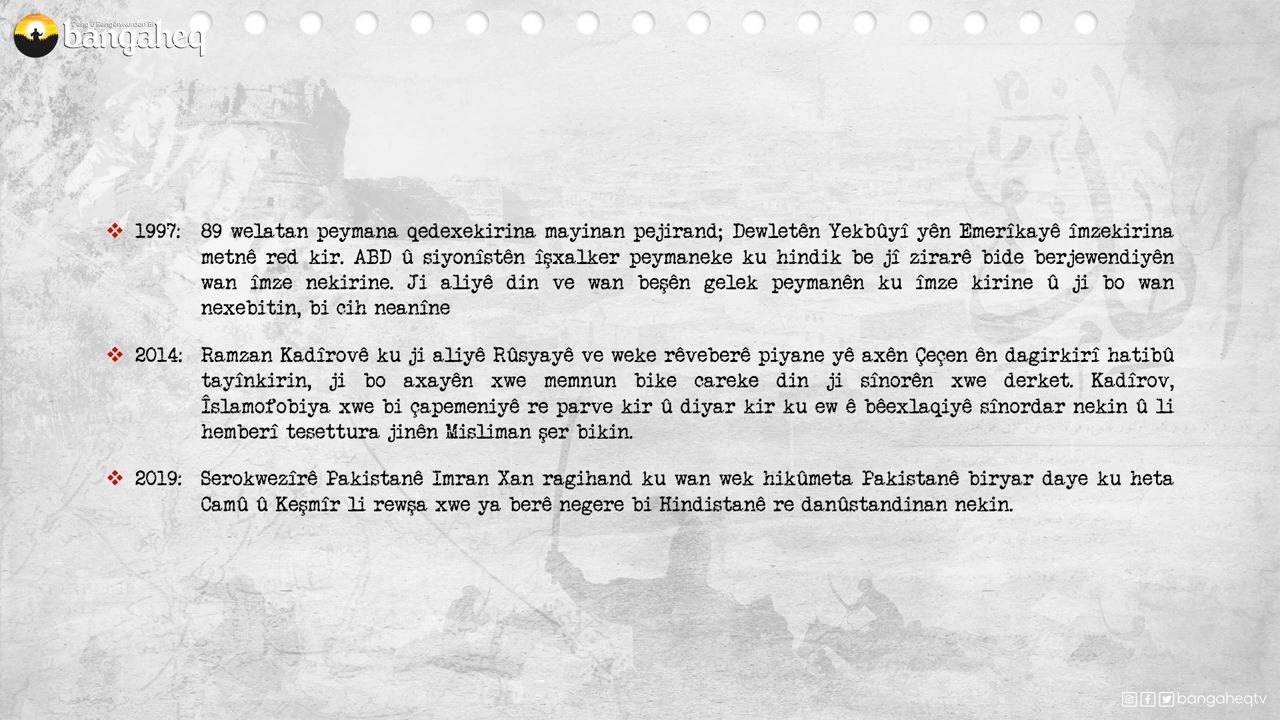 Deng û Bangên Kurdan Bi
bangaheq
❖ 1997: 89 welatan peymana qedexekirina mayinan pejirand; Dewletên Yekbûyî yên Emerîkayê îmzekirina
metnê red kir. ABD û siyonîstên îşxalker peymaneke ku hindik be jî zirarê bide berjewendiyên
wan îmze nekirine. Ji aliyê din ve wan beşên gelek peymanên ku îmze kirine û ji bo wan
nexebitin, bi cih neanîne
❖ 2014: Ramzan Kadîrovê ku ji aliyê Rûsyayê ve weke rêveberê piyane yê axên Çeçen ên dagirkirî hatibû
tayînkirin, ji bo axayên xwe memnun bike careke din ji sînorên xwe derket. Kadîrov,
Îslamofobiya xwe bi çapemeniyê re parve kir û diyar kir ku ew ê bêexlaqiyê sînordar nekin û li
hemberî tesettura jinên Misliman şer bikin.
❖ 2019: Serokwezîrê Pakistanê Imran Xan ragihand ku wan wek hikûmeta Pakistanê biryar daye ku heta
Camû û Keşmîr li rewşa xwe ya berê negere bi Hindistanê re danûstandinan nekin.
bangaheqtv